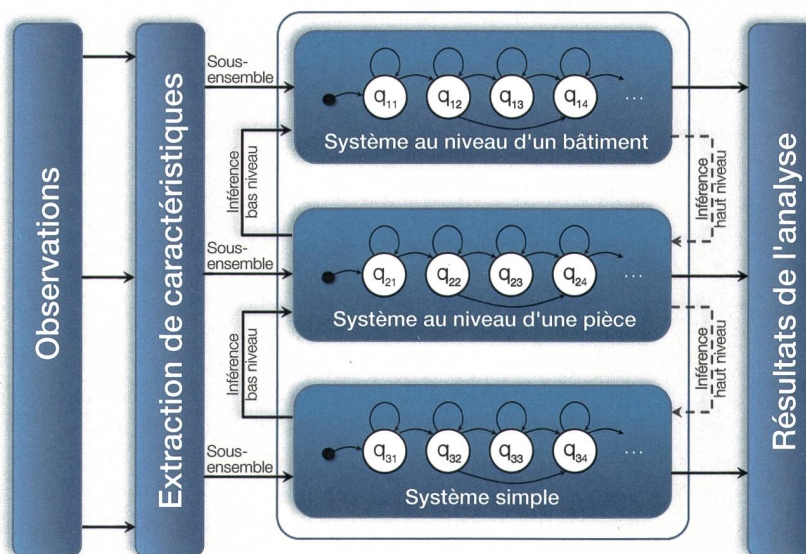 Observations
Extraction de caractéristiques
Sous-
ensemble
q11 q12 q13 q14 ...
Système au niveau d'un bâtiment
Inférence
bas niveau
Inférence
haut niveau
Sous-
ensemble
q21 q22 q23 q24 ...
Système au niveau d'une pièce
Inférence
bas niveau
Inférence
haut niveau
Sous-
ensemble
q31 q32 q33 q34 ...
Système simple
Résultats de l'analyse